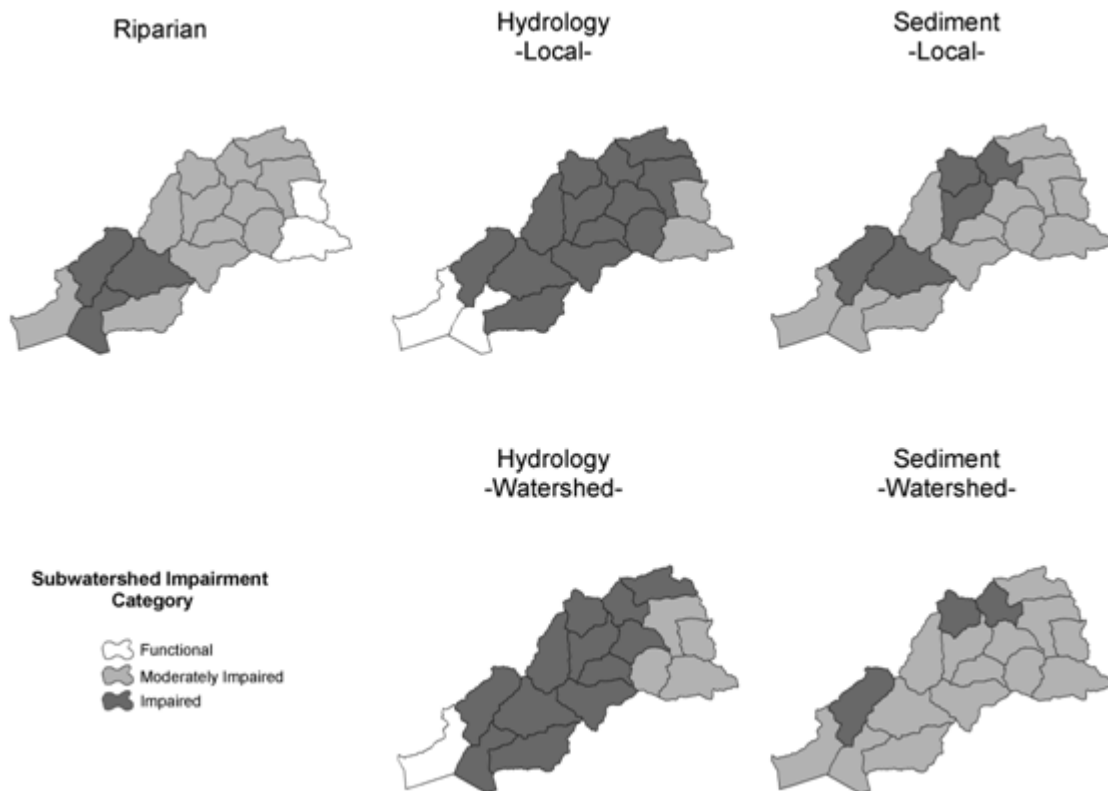 Riparian
Hydrology
-Local-
Sediment
-Local-
Hydrology
-Watershed-
Sediment
-Watershed-
Subwatershed Impairment
Category
Functional
Moderately Impaired
Impaired